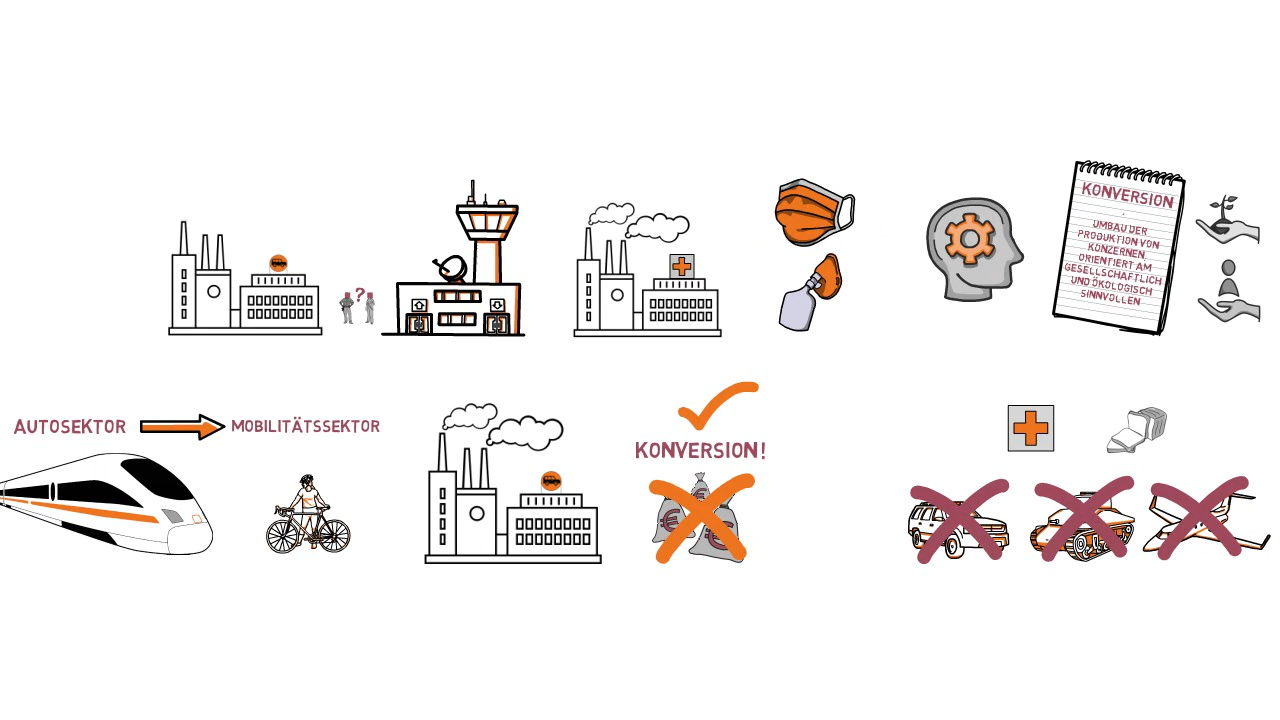 ?
KONVERSION
-
UMBAU DER
PRODUKTION VON
KONZERNEN,
ORIENTIERT AM
GESELLSCHAFTLICH
UND ÖKOLOGISCH
SINNVOLLEN
AUTOSEKTOR
MOBILITÄTSSEKTOR
KONVERSION!
€ € €